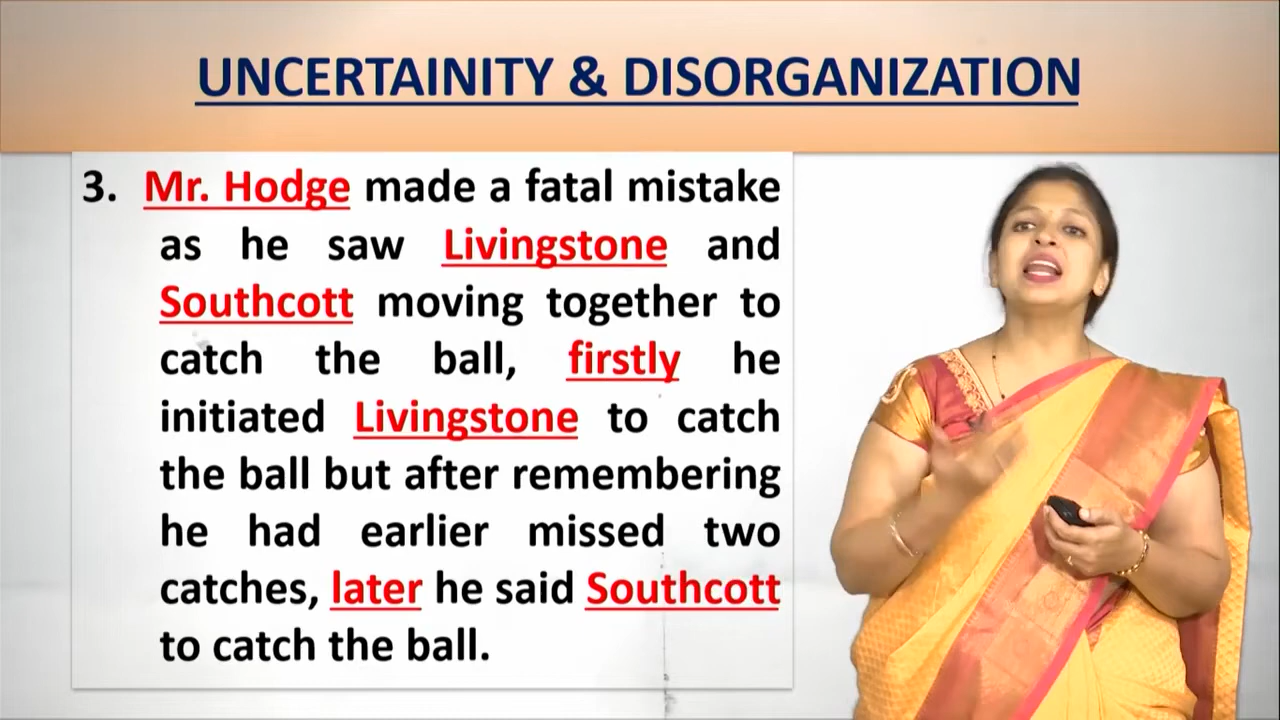 UNCERTAINITY & DISORGANIZATION
3. Mr. Hodge made a fatal mistake
as he saw Livingstone and
Southcott moving together to
catch the ball, firstly he
initiated Livingstone to catch
the ball but after remembering
he had earlier missed two
catches, later he said Southcott
to catch the ball.